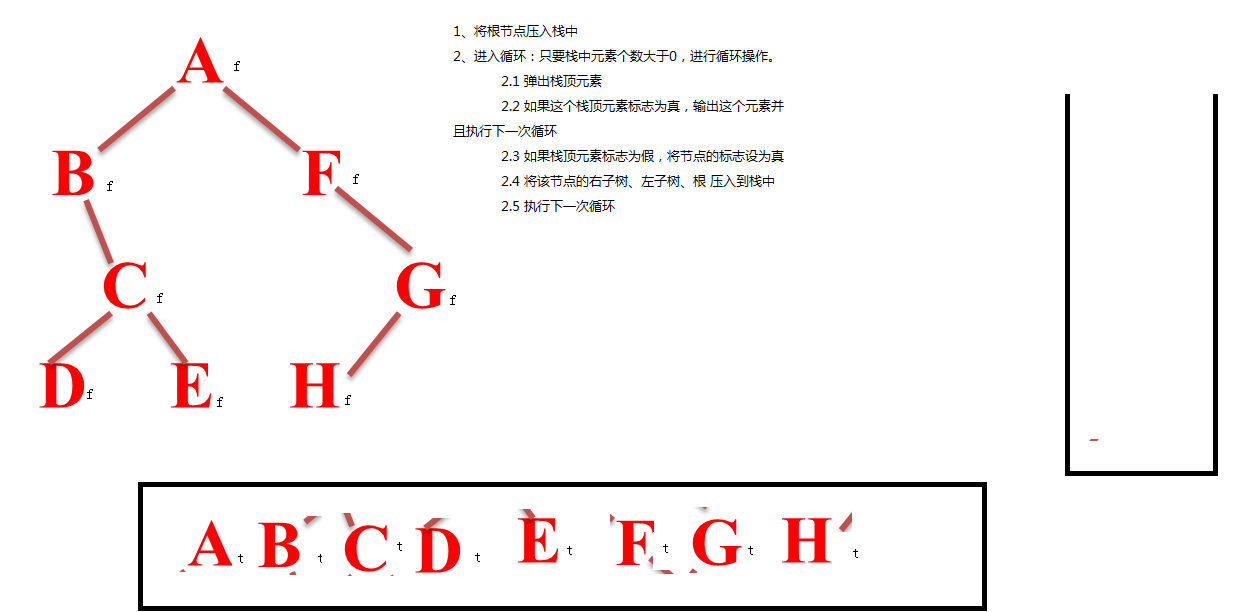 1、将根节点压入栈中
2、进入循环：只要栈中元素个数大于0，进行循环操作。
2.1 弹出栈顶元素
2.2 如果这个栈顶元素标志为真，输出这个元素并
且执行下一次循环
2.3 如果栈顶元素标志为假，将节点的标志设为真
2.4 将该节点的右子树、左子树、根 压入到栈中
2.5 执行下一次循环
A f
B f F f
C f G f
D f E f H f
A t B t C t D t E t F t G t H t